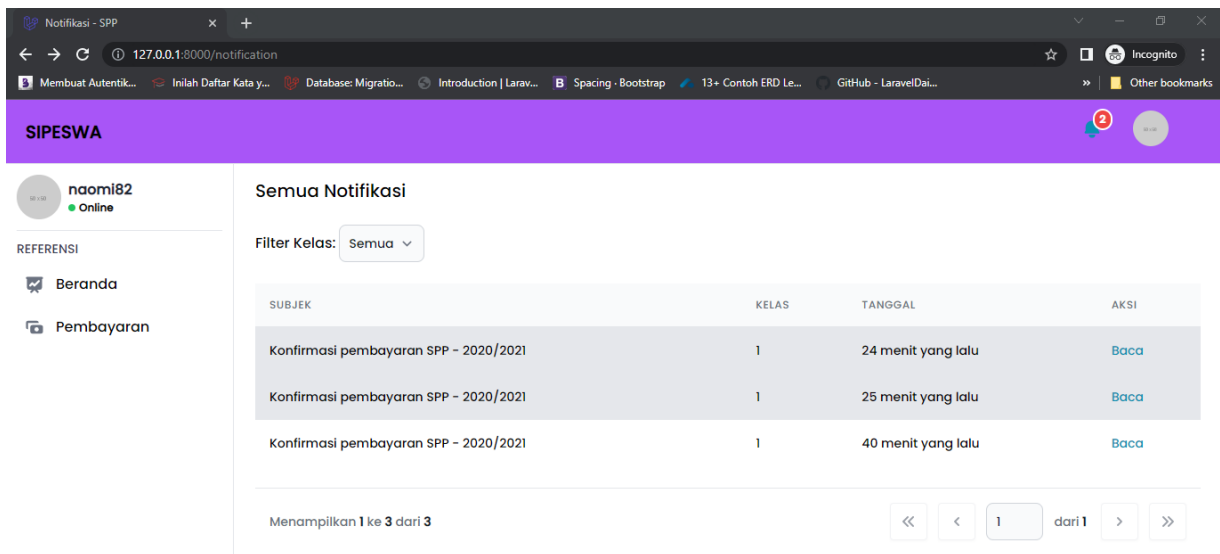 Notifikasi - SPP
127.0.0.1:8000/notification
Incognito
Membuat Autentik... Inilah Daftar Kata y... Database: Migratio... Introduction | Larav... Spacing · Bootstrap 13+ Contoh ERD Le... GitHub - LaravelDai... » Other bookmarks
SIPESWA 2
naomi82
Online
REFERENSI
Beranda
Pembayaran
Semua Notifikasi
Filter Kelas: Semua
SUBJEK KELAS TANGGAL AKSI
Konfirmasi pembayaran SPP - 2020/2021 1 24 menit yang lalu Baca
Konfirmasi pembayaran SPP - 2020/2021 1 25 menit yang lalu Baca
Konfirmasi pembayaran SPP - 2020/2021 1 40 menit yang lalu Baca
Menampilkan 1 ke 3 dari 3 1 dari 1